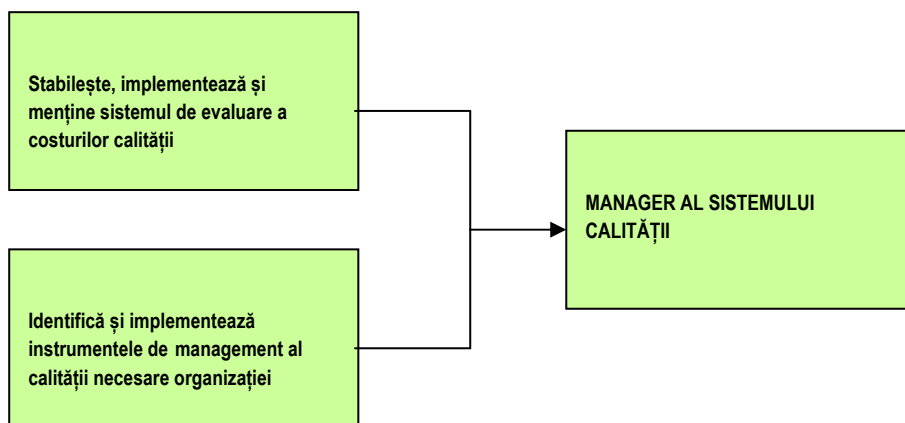 Stabilește, implementează și
menține sistemul de evaluare a
costurilor calității
MANAGER AL SISTEMULUI
CALITĂȚII
Identifică și implementează
instrumentele de management al
calității necesare organizației